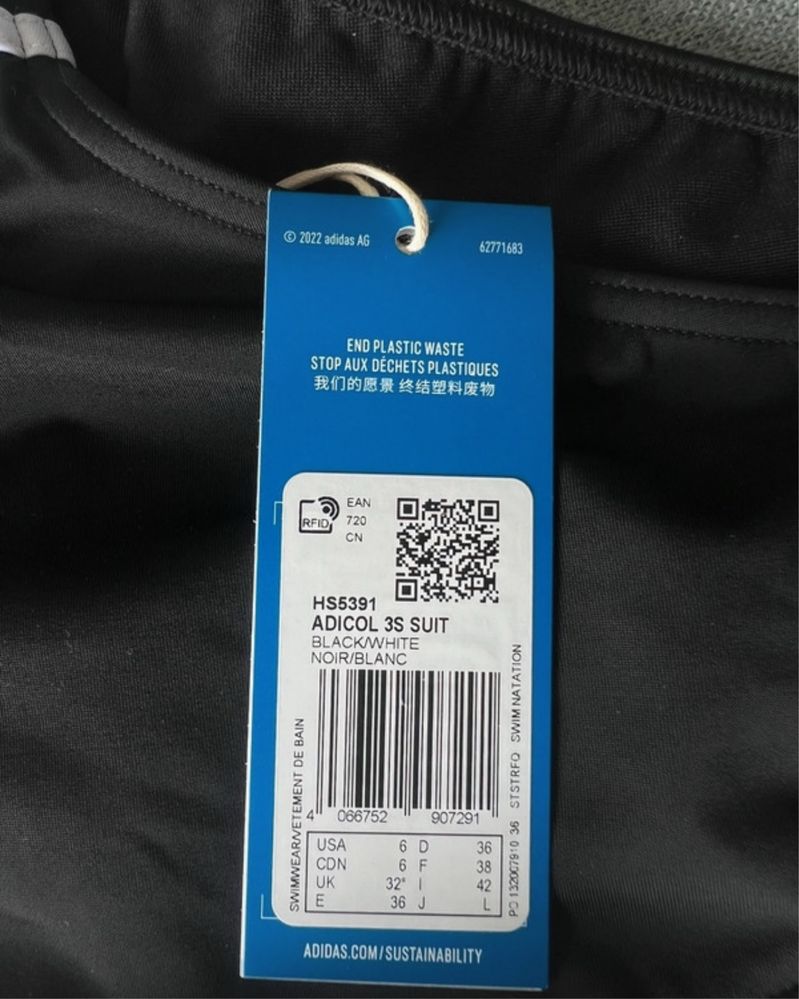 © 2022 adidas AG
62771683
END PLASTIC WASTE
STOP AUX DÉCHETS PLASTIQUES
我们的愿景 终结塑料废物
RFID
EAN
720
CN
HS5391
ADICOL 3S SUIT
BLACK/WHITE
NOIR/BLANC
SWIMWEAR/VETEMENT DE BAIN
PO 132007910 36 STSTRFO SWIM NATATION
4 066752 907291
USA 6 D 36
CDN 6 F 38
UK 32" I 42
E 36 J L
ADIDAS.COM/SUSTAINABILITY